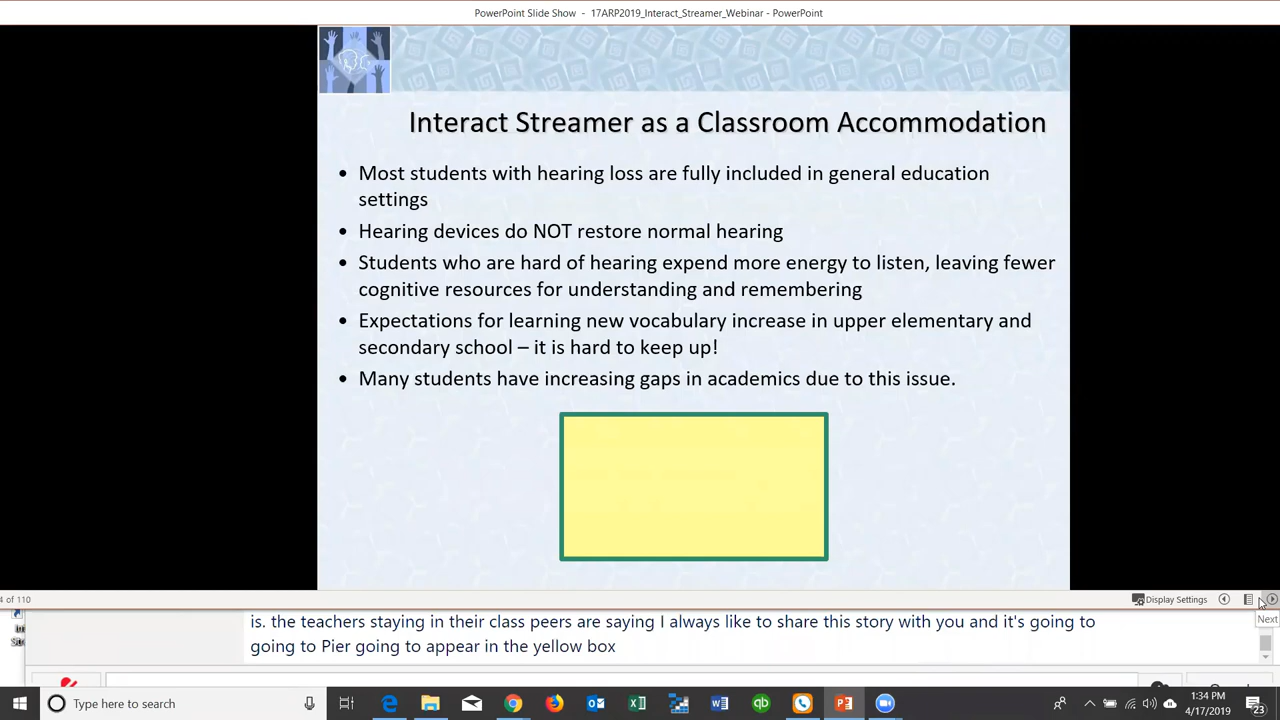 PowerPoint Slide Show - 17ARP2019_Interact_Streamer_Webinar - PowerPoint
Interact Streamer as a Classroom Accommodation
• Most students with hearing loss are fully included in general education
settings
• Hearing devices do NOT restore normal hearing
• Students who are hard of hearing expend more energy to listen, leaving fewer
cognitive resources for understanding and remembering
• Expectations for learning new vocabulary increase in upper elementary and
secondary school – it is hard to keep up!
• Many students have increasing gaps in academics due to this issue.
4 of 110
Display Settings
Next
is. the teachers staying in their class peers are saying I always like to share this story with you and it's going to
going to Pier going to appear in the yellow box
Type here to search
1:34 PM
4/17/2019
23